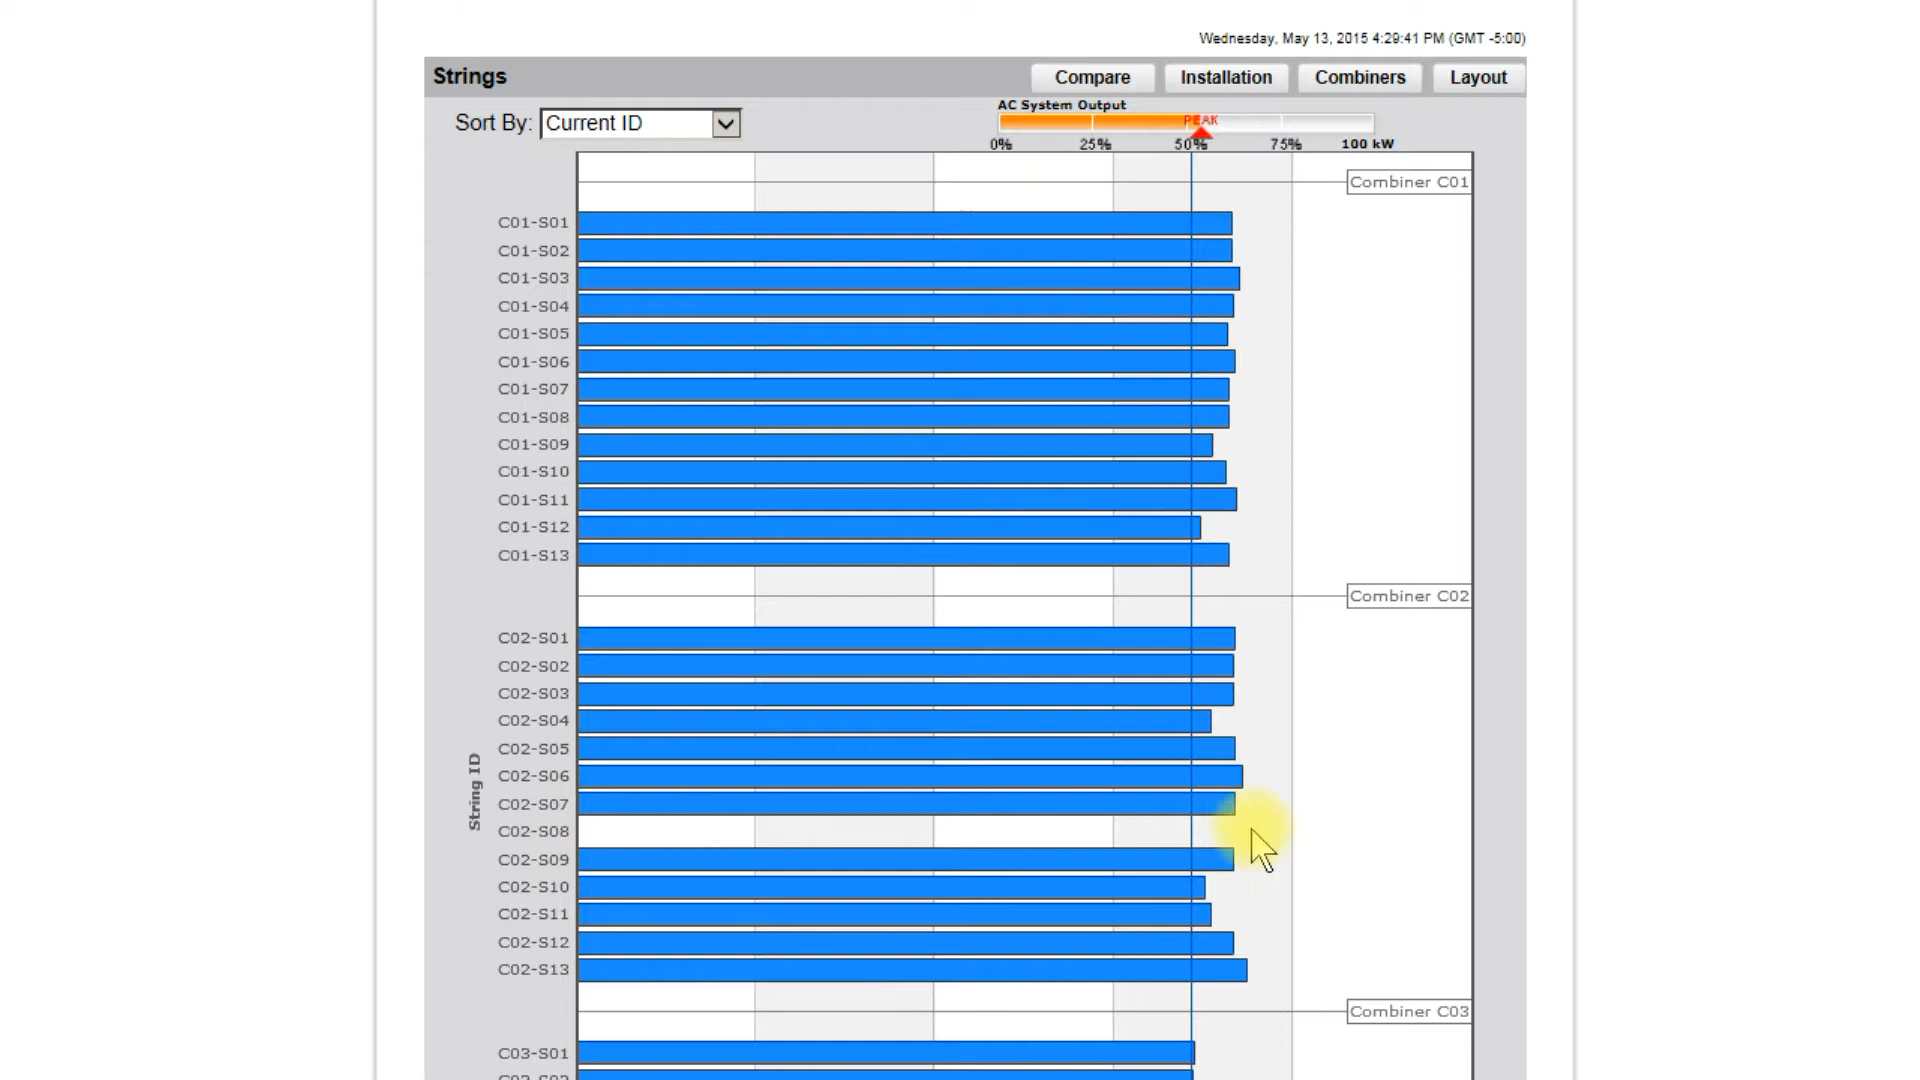 Wednesday, May 13, 2015 4:29:41 PM (GMT -5:00)
Strings
Compare
Installation
Combiners
Layout
Sort By: Current ID
AC System Output
PEAK
0% 25% 50% 75% 100 kW
Combiner C01
C01-S01
C01-S02
C01-S03
C01-S04
C01-S05
C01-S06
C01-S07
C01-S08
C01-S09
C01-S10
C01-S11
C01-S12
C01-S13
Combiner C02
C02-S01
C02-S02
C02-S03
C02-S04
C02-S05
C02-S06
C02-S07
C02-S08
C02-S09
C02-S10
C02-S11
C02-S12
C02-S13
String ID
Combiner C03
C03-S01